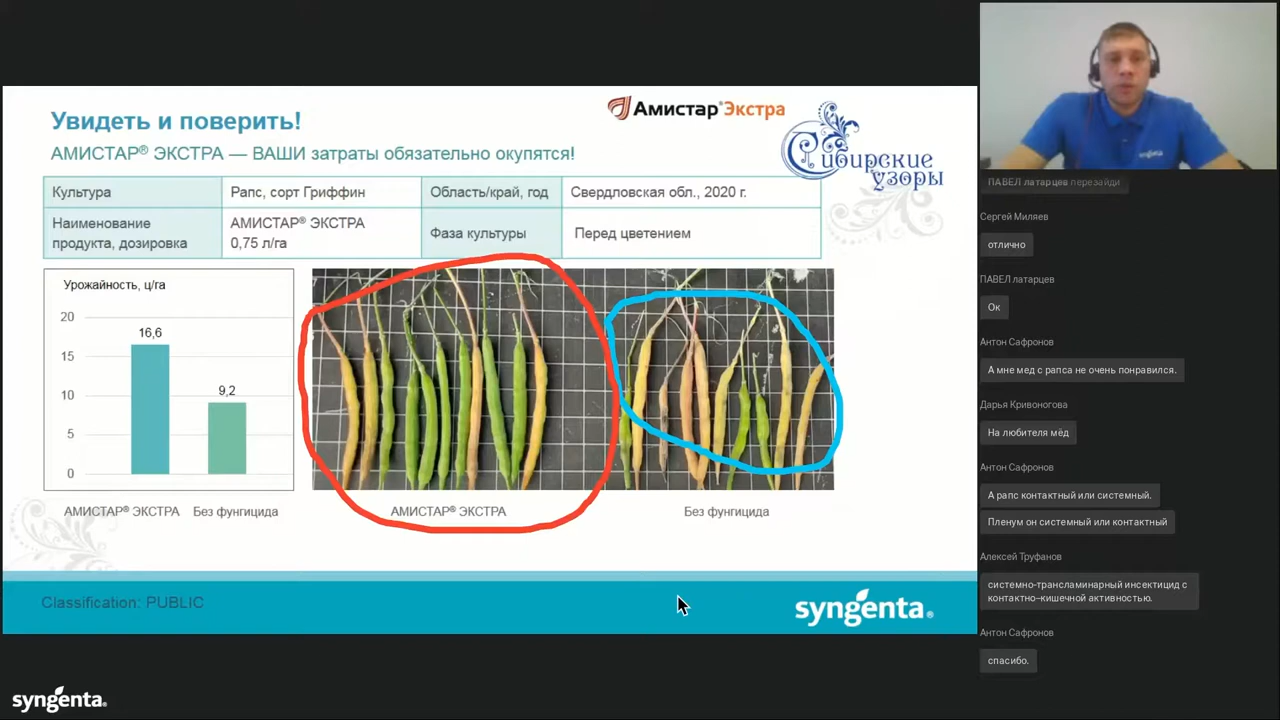 Увидеть и поверить!
Амистар®Экстра
Сибирские
узоры
АМИСТАР® ЭКСТРА — ВАШИ затраты обязательно окупятся!
Культура
Рапс, сорт Гриффин
Область/край, год
Свердловская обл., 2020 г.
Наименование
продукта, дозировка
АМИСТАР® ЭКСТРА
0,75 л/га
Фаза культуры
Перед цветением
Урожайность, ц/га
20
15
10
5
0
16,6
9,2
АМИСТАР® ЭКСТРА
Без фунгицида
АМИСТАР® ЭКСТРА
Без фунгицида
Classification: PUBLIC
syngenta®
syngenta®
syngenta
ПАВЕЛ латарцев перезайди
Сергей Миляев
отлично
ПАВЕЛ латарцев
Ок
Антон Сафронов
А мне мед с рапса не очень понравился.
Дарья Кривоногова
На любителя мёд
Антон Сафронов
А рапс контактный или системный.
Пленум он системный или контактный
Алексей Труфанов
системно-трансламинарный инсектицид с
контактно–кишечной активностью.
Антон Сафронов
спасибо.